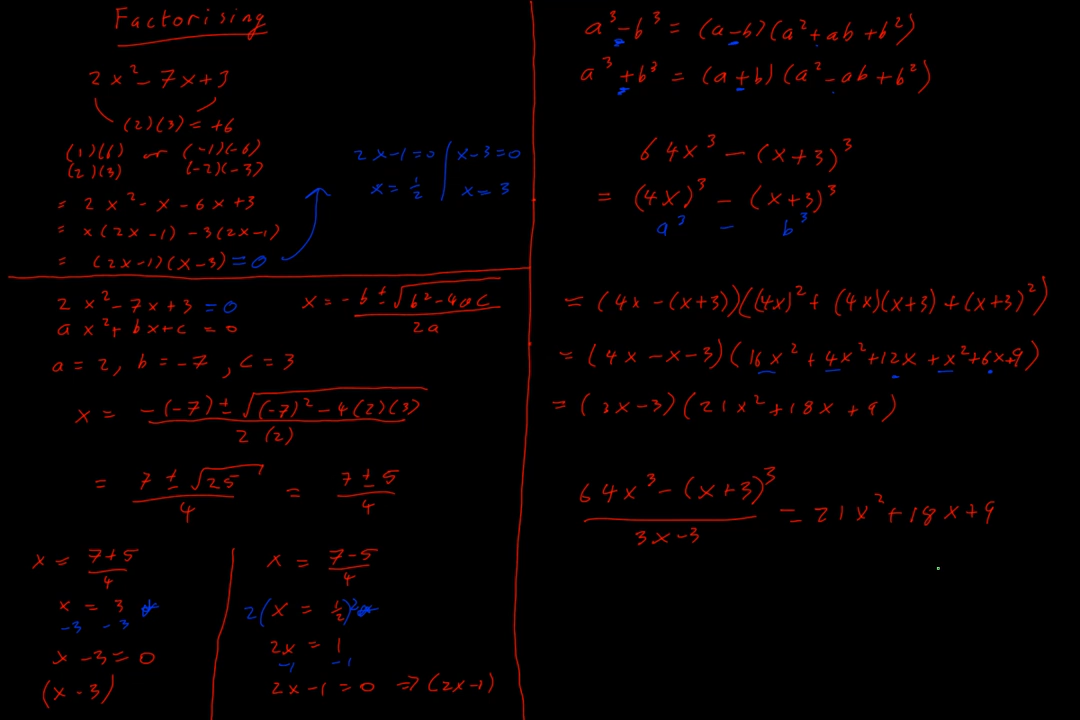 Factorising
2x² - 7x + 3
(2)(3) = +6
(1)(6) or (-1)(-6)
(2)(3) (-2)(-3)
= 2x² - x - 6x + 3
= x(2x-1) - 3(2x-1)
= (2x-1)(x-3) = 0
2x-1=0 | x-3=0
x = 1/2 | x = 3
2x² - 7x + 3 = 0
ax² + bx + c = 0
x = -b ± √(b² - 4ac) / 2a
a = 2, b = -7, c = 3
x = -(-7) ± √((-7)² - 4(2)(3)) / 2(2)
= 7 ± √25 / 4 = 7 ± 5 / 4
x = 7+5 / 4
x = 3
-3 -3
x - 3 = 0
(x - 3)
x = 7-5 / 4
2(x = 1/2)2
2x = 1
-1 -1
2x - 1 = 0 ⇒ (2x-1)
a³ - b³ = (a-b)(a² + ab + b²)
a³ + b³ = (a+b)(a² - ab + b²)
64x³ - (x+3)³
= (4x)³ - (x+3)³
a³ - b³
= (4x - (x+3))((4x)² + (4x)(x+3) + (x+3)²)
= (4x - x - 3)(16x² + 4x² + 12x + x² + 6x + 9)
= (3x-3)(21x² + 18x + 9)
64x³ - (x+3)³ / 3x-3 = 21x² + 18x + 9